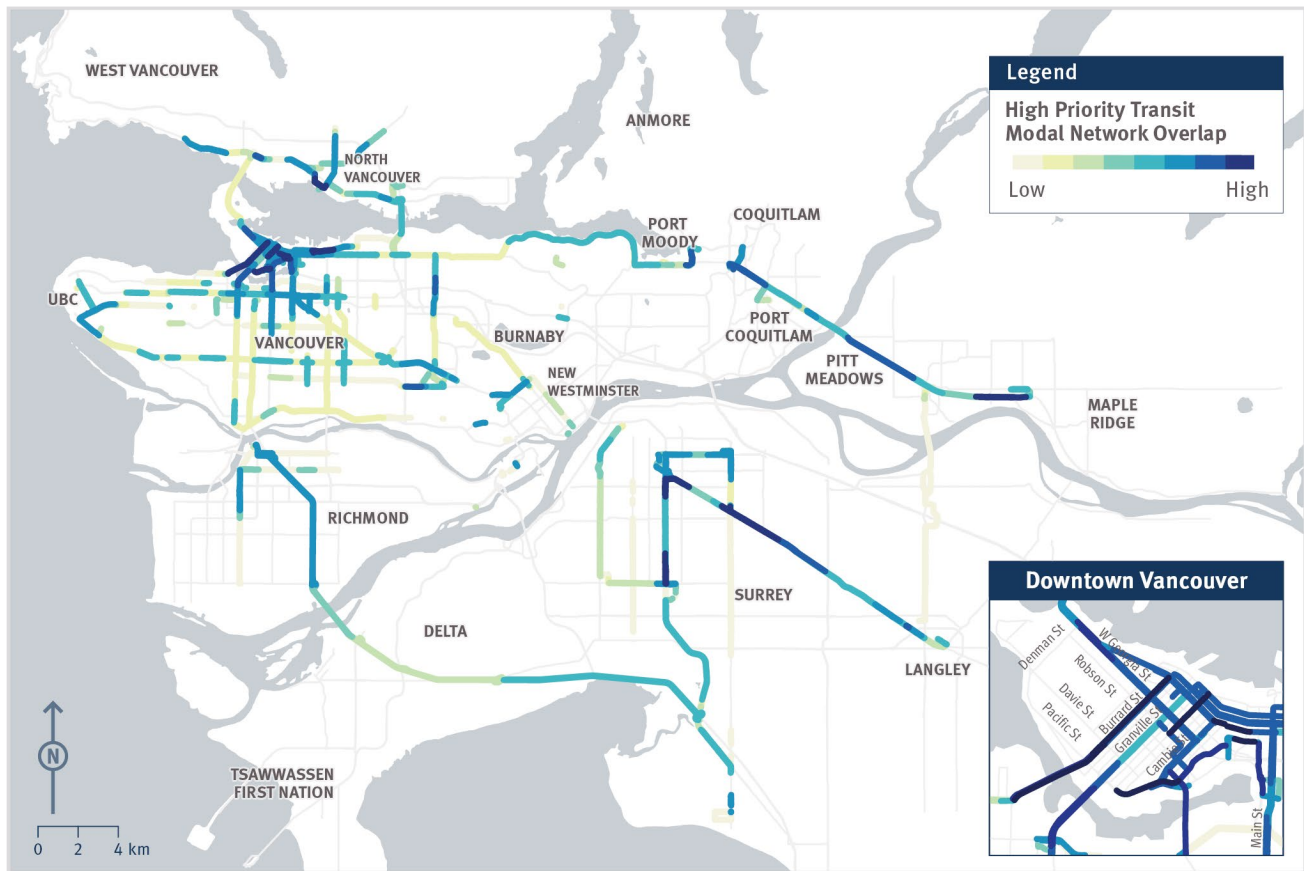 WEST VANCOUVER
ANMORE
NORTH
VANCOUVER
PORT
MOODY
COQUITLAM
UBC
VANCOUVER
BURNABY
PORT
COQUITLAM
PITT
MEADOWS
NEW
WESTMINSTER
MAPLE
RIDGE
RICHMOND
SURREY
DELTA
LANGLEY
TSAWWASSEN
FIRST NATION
N
0 2 4 km
Legend
High Priority Transit
Modal Network Overlap
Low High
Downtown Vancouver
Denman St
W Georgia St
Robson St
Davie St
Burrard St
Pacific St
Granville St
Cambie St
Main St